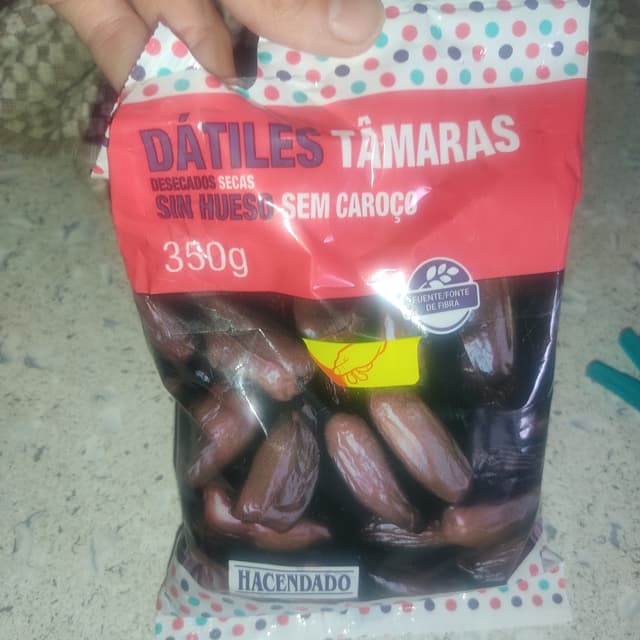 DÁTILES TÂMARAS
DESECADOS SECAS
SIN HUESO SEM CAROÇO
350g
FUENTE/FONTE
DE FIBRA
HACENDADO